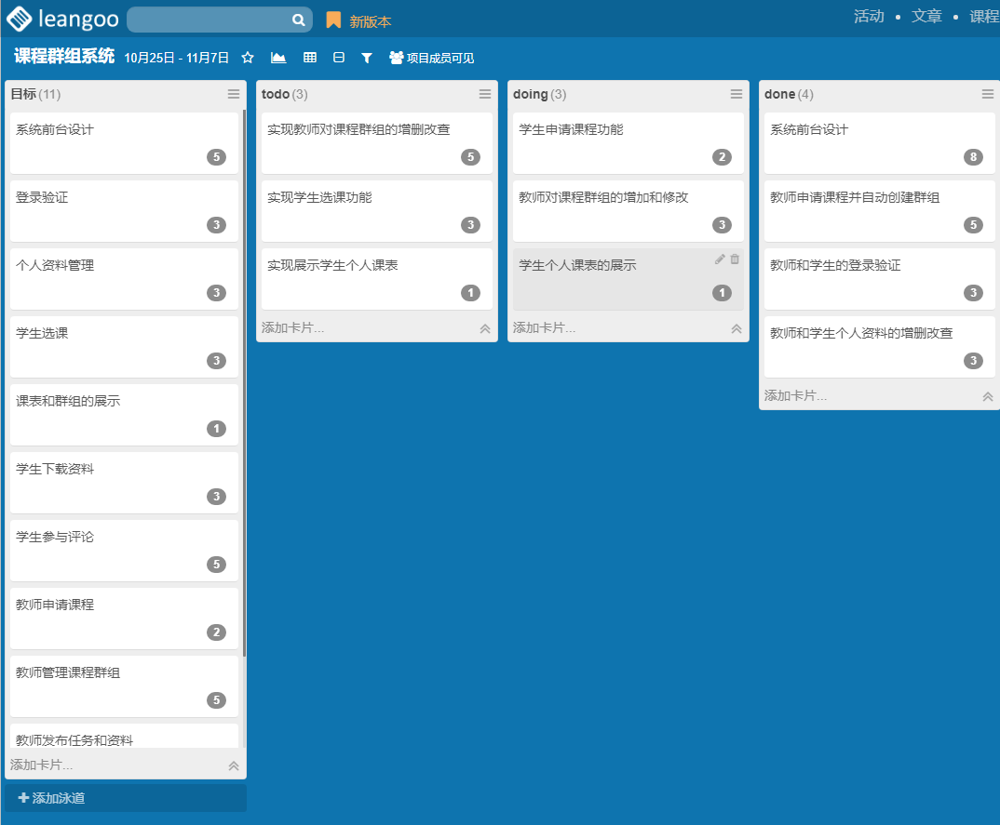 leangoo
新版本
活动 • 文章 • 课程
课程群组系统 10月25日 - 11月7日 项目成员可见
目标 (11)
系统前台设计
5
登录验证
3
个人资料管理
3
学生选课
3
课表和群组的展示
1
学生下载资料
3
学生参与评论
5
教师申请课程
2
教师管理课程群组
5
教师发布任务和资料
添加卡片...
添加泳道
todo (3)
实现教师对课程群组的增删改查
5
实现学生选课功能
3
实现展示学生个人课表
1
添加卡片...
doing (3)
学生申请课程功能
2
教师对课程群组的增加和修改
3
学生个人课表的展示
1
添加卡片...
done (4)
系统前台设计
8
教师申请课程并自动创建群组
5
教师和学生的登录验证
3
教师和学生个人资料的增删改查
3
添加卡片...